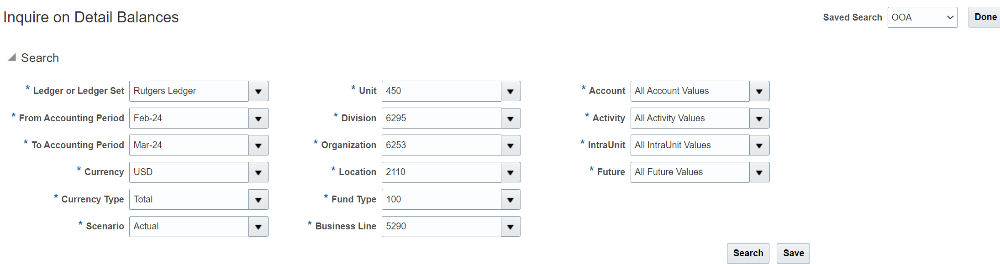 Inquire on Detail Balances
Saved Search OOA Done
Search
* Ledger or Ledger Set Rutgers Ledger * Unit 450 * Account All Account Values
* From Accounting Period Feb-24 * Division 6295 * Activity All Activity Values
* To Accounting Period Mar-24 * Organization 6253 * IntraUnit All IntraUnit Values
* Currency USD * Location 2110 * Future All Future Values
* Currency Type Total * Fund Type 100
* Scenario Actual * Business Line 5290
Search Save